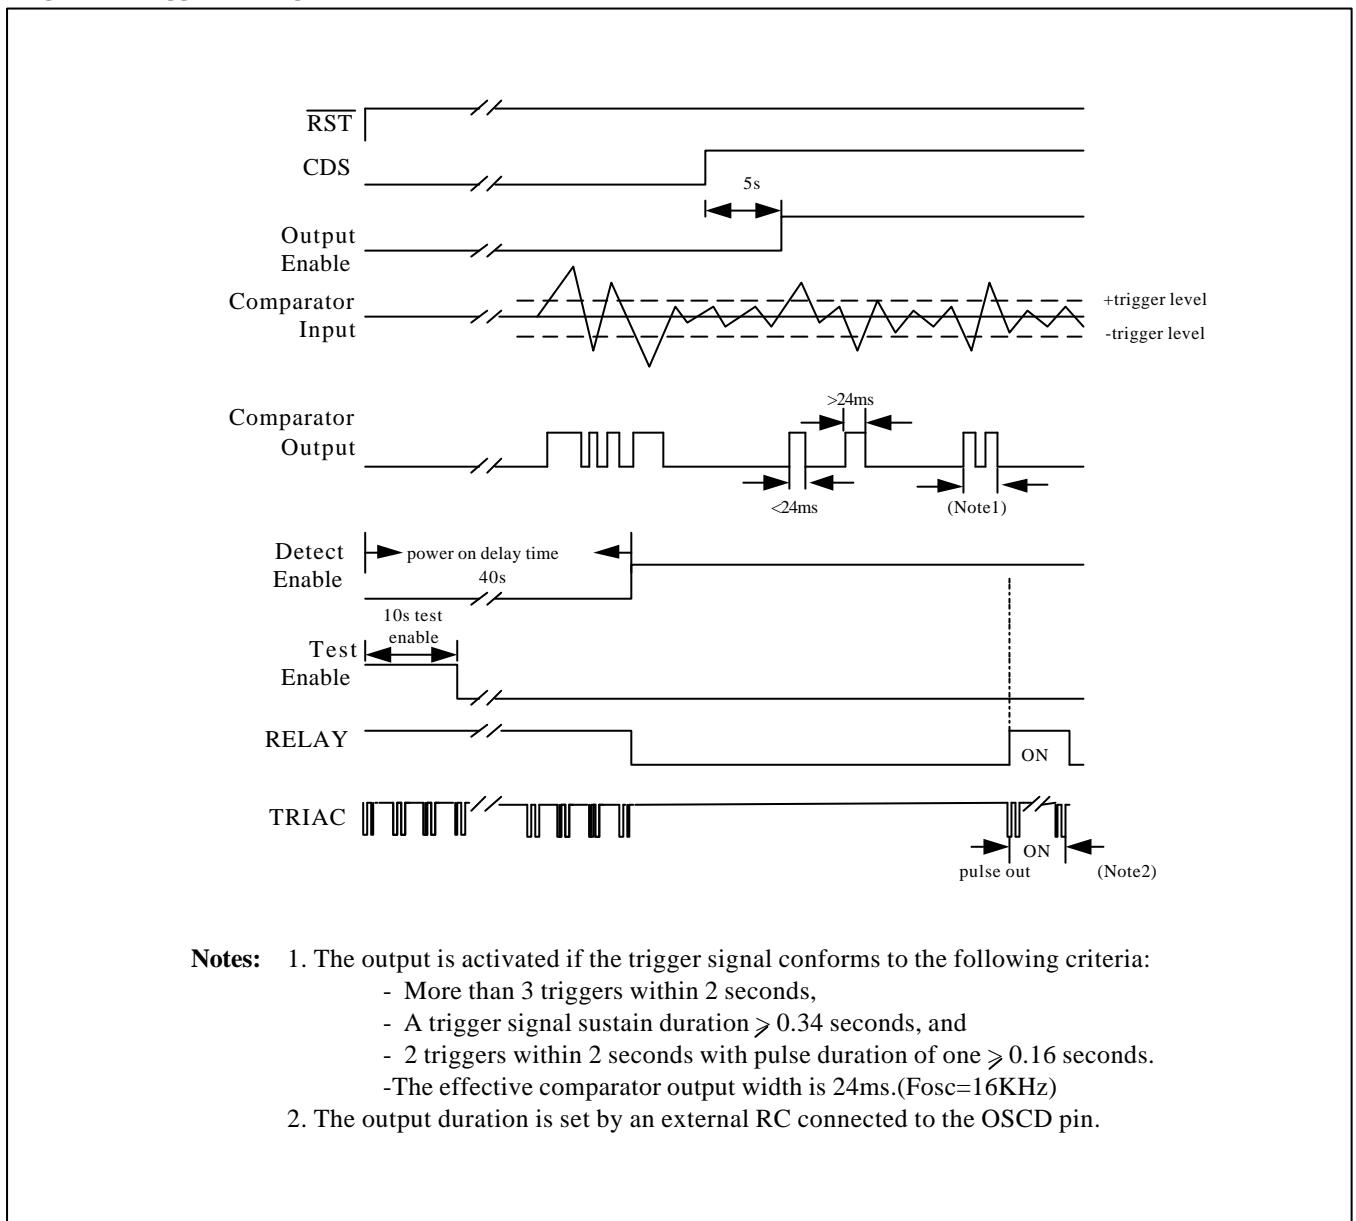 RST
CDS
5s
Output
Enable
Comparator
Input
+trigger level
-trigger level
Comparator
Output
>24ms
<24ms
(Note1)
Detect
Enable
power on delay time
40s
10s test
enable
Test
Enable
RELAY
ON
TRIAC
ON
pulse out
(Note2)
Notes: 1. The output is activated if the trigger signal conforms to the following criteria:
- More than 3 triggers within 2 seconds,
- A trigger signal sustain duration ⩾ 0.34 seconds, and
- 2 triggers within 2 seconds with pulse duration of one ⩾ 0.16 seconds.
-The effective comparator output width is 24ms.(Fosc=16KHz)
2. The output duration is set by an external RC connected to the OSCD pin.